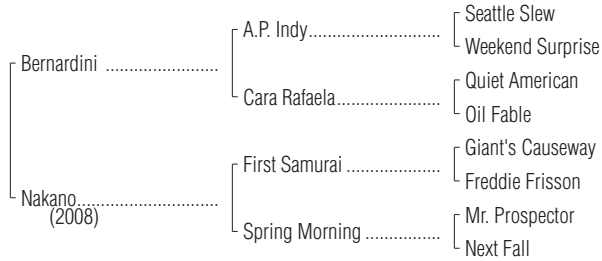 Seattle Slew
A.P. Indy...........................
Weekend Surprise
Bernardini .......................
Quiet American
Cara Rafaela.....................
Oil Fable
Giant's Causeway
First Samurai ...................
Freddie Frisson
Nakano.............................
(2008)
Mr. Prospector
Spring Morning ...............
Next Fall